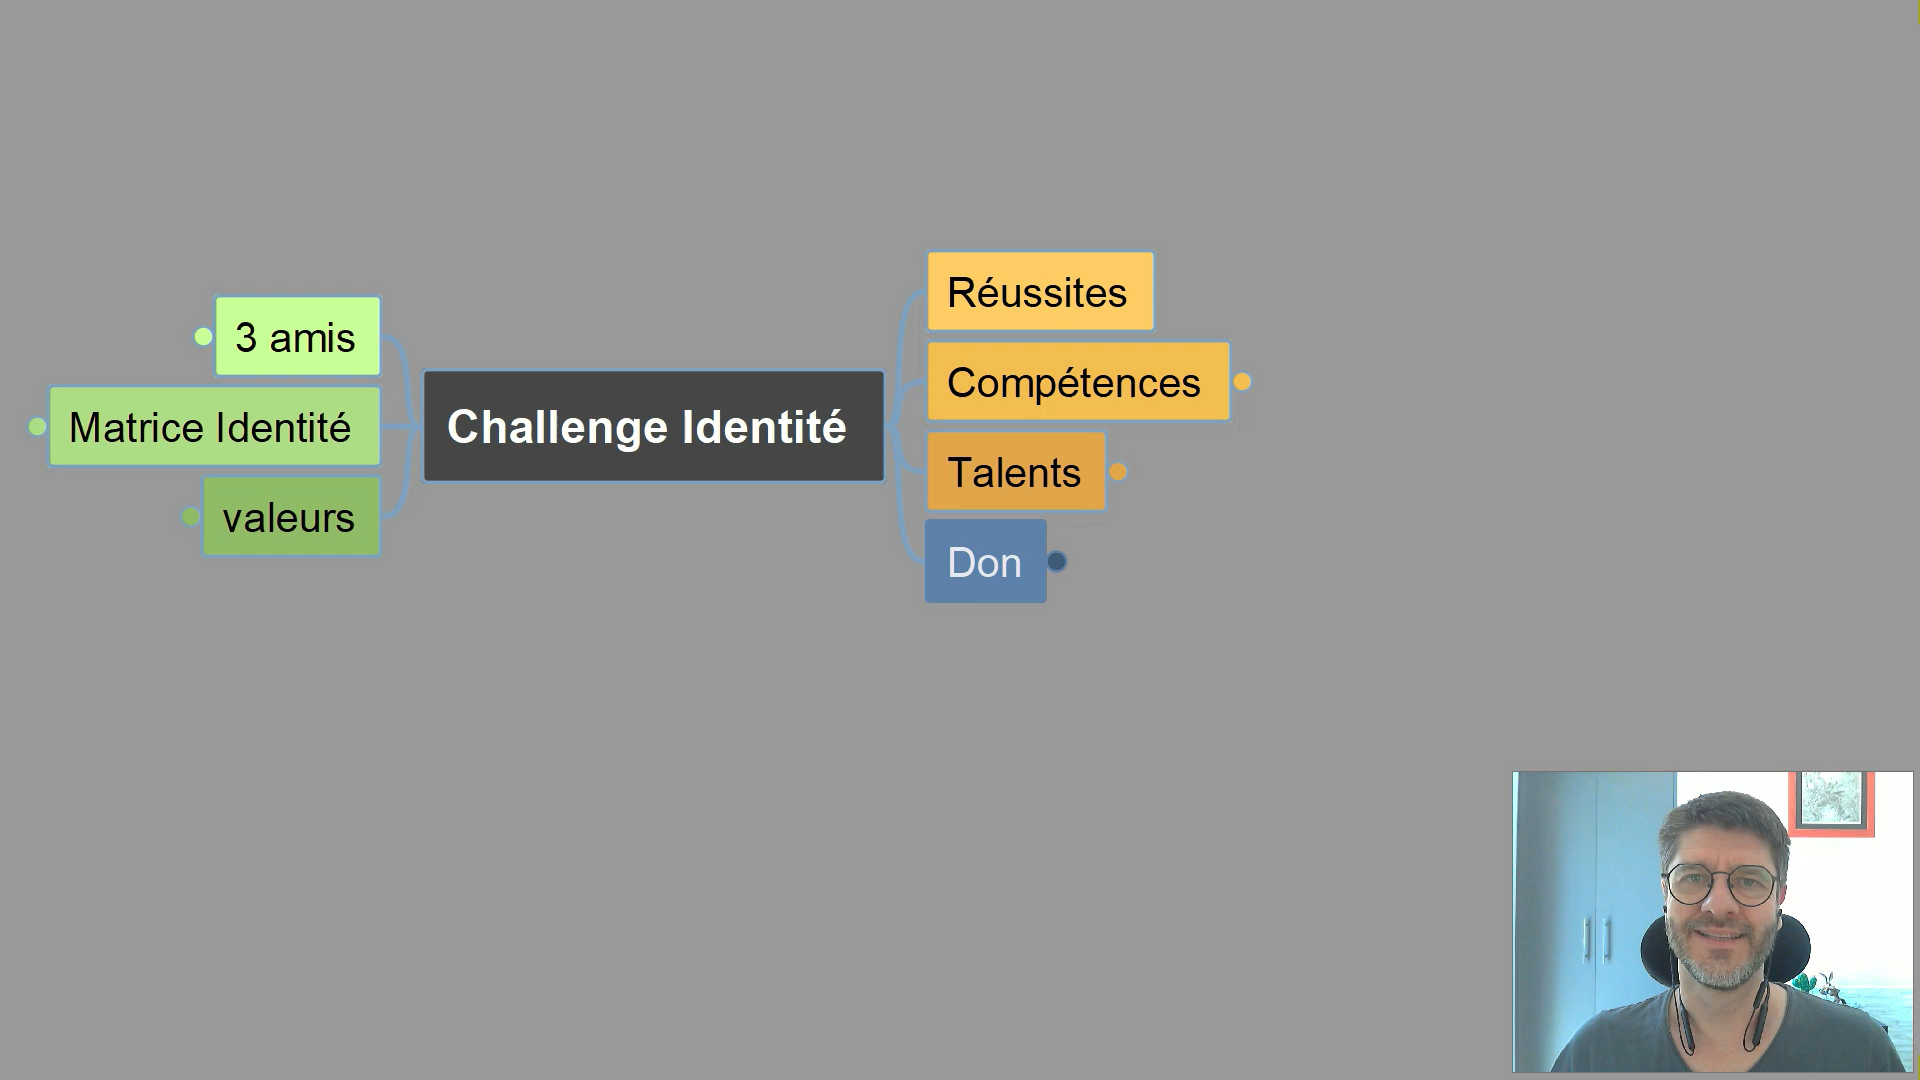 3 amis
Matrice Identité
valeurs
Challenge Identité
Réussites
Compétences
Talents
Don